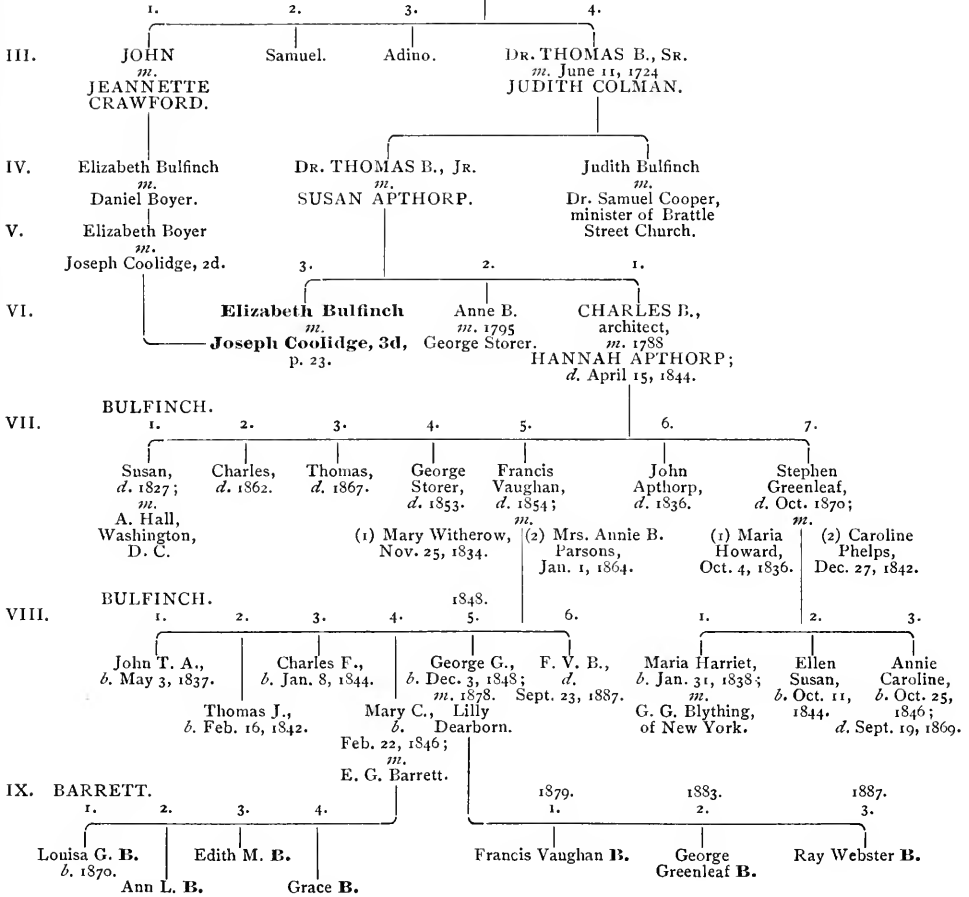 1. 2. 3. 4.
III. JOHN Samuel. Adino. DR. THOMAS B., SR.
m. m. June 11, 1724
JEANNETTE JUDITH COLMAN.
CRAWFORD.
IV. Elizabeth Bulfinch DR. THOMAS B., JR. Judith Bulfinch
m. m. m.
Daniel Boyer. SUSAN APTHORP. Dr. Samuel Cooper,
minister of Brattle
V. Elizabeth Boyer Street Church.
m.
Joseph Coolidge, 2d. 3. 2. 1.
VI. Elizabeth Bulfinch Anne B. CHARLES B.,
m. m. 1795 architect,
Joseph Coolidge, 3d, George Storer. m. 1788
p. 23. HANNAH APTHORP;
d. April 15, 1844.
BULFINCH.
VII. 1. 2. 3. 4. 5. 6. 7.
Susan, Charles, Thomas, George Francis John Stephen
d. 1827; d. 1862. d. 1867. Storer, Vaughan, Apthorp, Greenleaf,
m. d. 1853. d. 1854; d. 1836. d. Oct. 1870;
A. Hall, m. m.
Washington, (1) Mary Witherow, (2) Mrs. Annie B. (1) Maria (2) Caroline
D. C. Nov. 25, 1834. Parsons, Howard, Phelps,
Jan. 1, 1864. Oct. 4, 1836. Dec. 27, 1842.
BULFINCH. 1848.
VIII. 1. 2. 3. 4. 5. 6. 1. 2. 3.
John T. A., Charles F., George G., F. V. B., Maria Harriet, Ellen Annie
b. May 3, 1837. b. Jan. 8, 1844. b. Dec. 3, 1848; d. b. Jan. 31, 1838; Susan, Caroline,
m. 1878. Sept. 23, 1887. m. b. Oct. 11, b. Oct. 25,
Thomas J., Mary C., Lilly G. G. Blything, 1844. 1846;
b. Feb. 16, 1842. b. Dearborn. of New York. d. Sept. 19, 1869.
Feb. 22, 1846;
m.
E. G. Barrett.
IX. BARRETT. 1879. 1883. 1887.
1. 2. 3. 4. 1. 2. 3.
Louisa G. B. Edith M. B. Francis Vaughan B. George Ray Webster B.
b. 1870. Greenleaf B.
Ann L. B. Grace B.